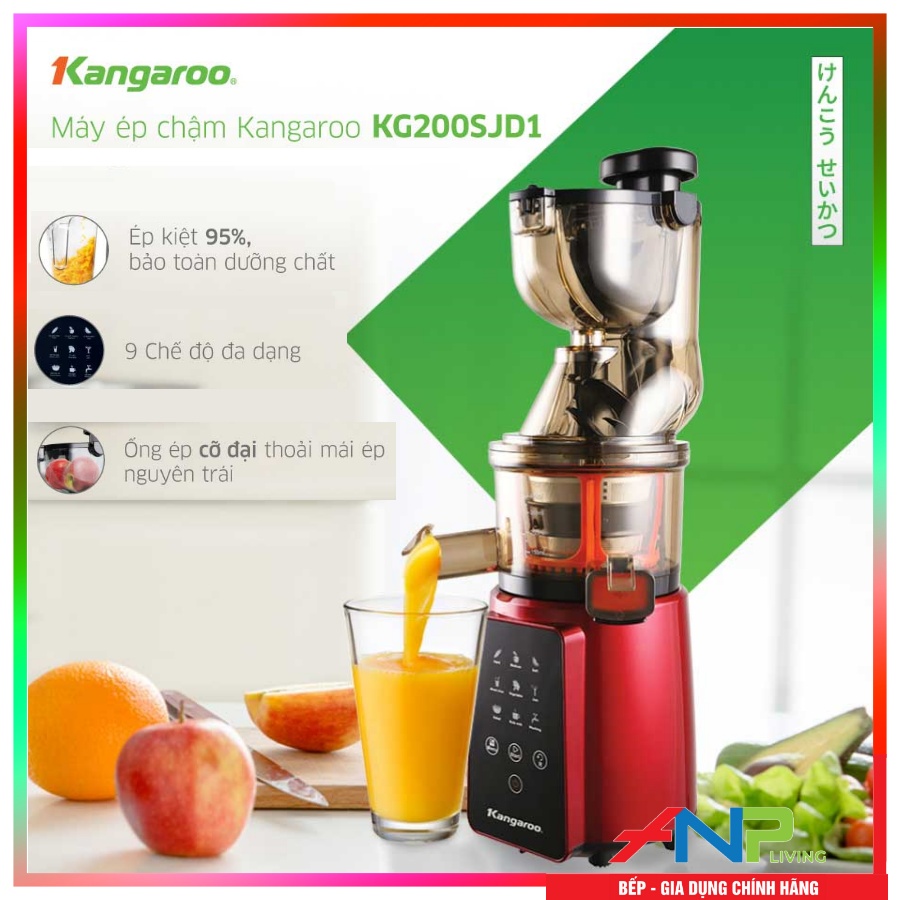 Kangaroo
Máy ép chậm Kangaroo KG200SJD1
けんこう せいかつ
Ép kiệt 95%,
bảo toàn dưỡng chất
9 Chế độ đa dạng
Ống ép cỡ đại thoải mái ép
nguyên trái
Kangaroo
ANP
LIVING
BẾP - GIA DỤNG CHÍNH HÃNG